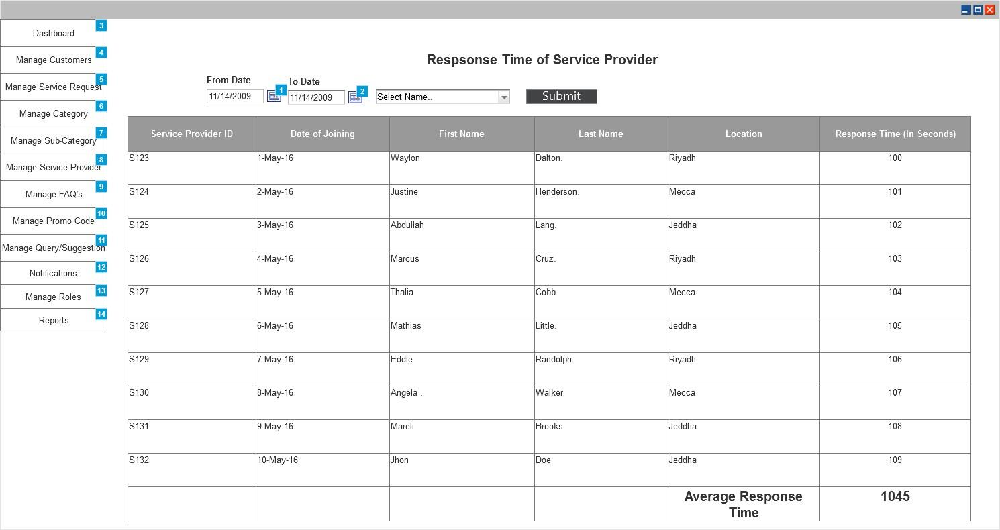 Dashboard 3
Manage Customers 4
Manage Service Request 5
Manage Category 6
Manage Sub-Category 7
Manage Service Provider 8
Manage FAQ's 9
Manage Promo Code 10
Manage Query/Suggestion 11
Notifications 12
Manage Roles 13
Reports 14
Respsonse Time of Service Provider
From Date To Date
11/14/2009 1 11/14/2009 2 Select Name.. Submit
Service Provider ID Date of Joining First Name Last Name Location Response Time (In Seconds)
S123 1-May-16 Waylon Dalton. Riyadh 100
S124 2-May-16 Justine Henderson. Mecca 101
S125 3-May-16 Abdullah Lang. Jeddha 102
S126 4-May-16 Marcus Cruz. Riyadh 103
S127 5-May-16 Thalia Cobb. Mecca 104
S128 6-May-16 Mathias Little. Jeddha 105
S129 7-May-16 Eddie Randolph. Riyadh 106
S130 8-May-16 Angela . Walker Mecca 107
S131 9-May-16 Mareli Brooks Jeddha 108
S132 10-May-16 Jhon Doe Jeddha 109
Average Response 1045
Time